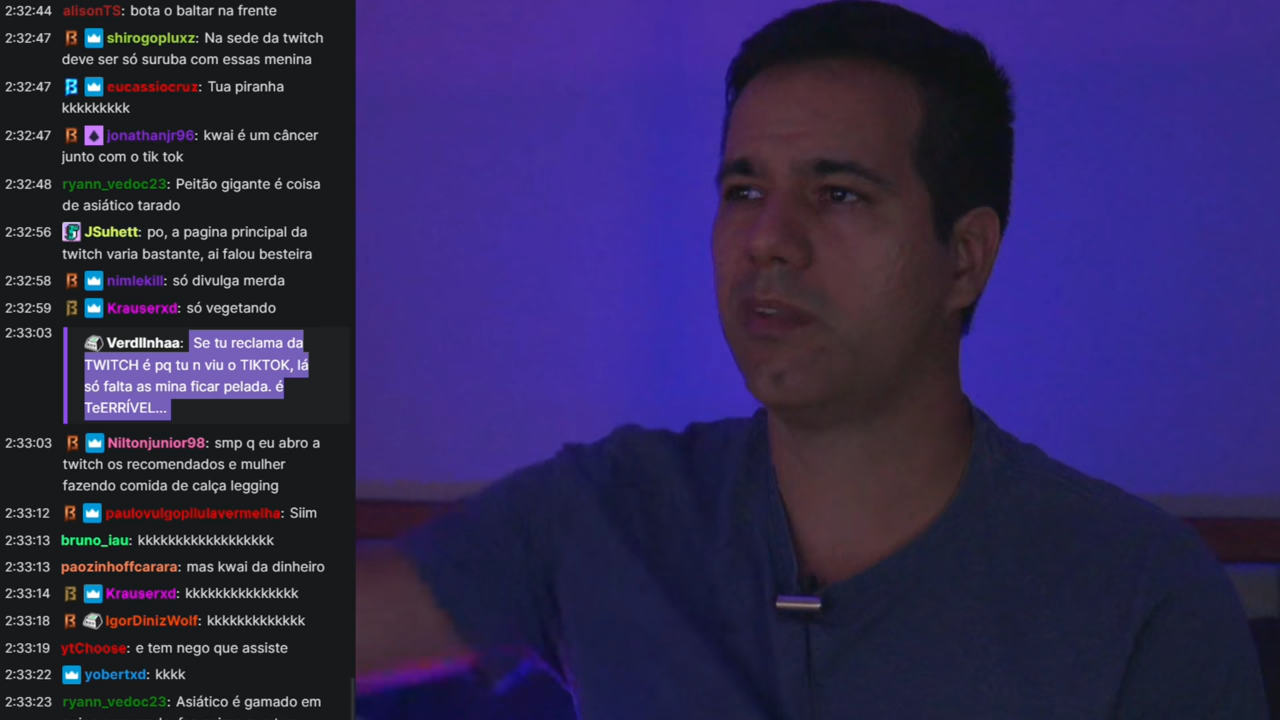 2:32:44 alisonTS: bota o baltar na frente
2:32:47 shirogopluxz: Na sede da twitch
deve ser só suruba com essas menina
2:32:47 eucassiocruz: Tua piranha
kkkkkkkkk
2:32:47 jonathanjr96: kwai é um câncer
junto com o tik tok
2:32:48 ryann_vedoc23: Peitão gigante é coisa
de asiático tarado
2:32:56 JSuhett: po, a pagina principal da
twitch varia bastante, ai falou besteira
2:32:58 nimlekill: só divulga merda
2:32:59 Krauserxd: só vegetando
2:33:03 VerdlInhaa: Se tu reclama da
TWITCH é pq tu n viu o TIKTOK, lá
só falta as mina ficar pelada. é
TeERRÍVEL...
2:33:03 Niltonjunior98: smp q eu abro a
twitch os recomendados e mulher
fazendo comida de calça legging
2:33:12 paulovulgopilulavermelha: Siim
2:33:13 bruno_iau: kkkkkkkkkkkkkkkkkk
2:33:13 paozinhoffcarara: mas kwai da dinheiro
2:33:14 Krauserxd: kkkkkkkkkkkkkkk
2:33:18 IgorDinizWolf: kkkkkkkkkkkkk
2:33:19 ytChoose: e tem nego que assiste
2:33:22 yobertxd: kkkk
2:33:23 ryann_vedoc23: Asiático é gamado em